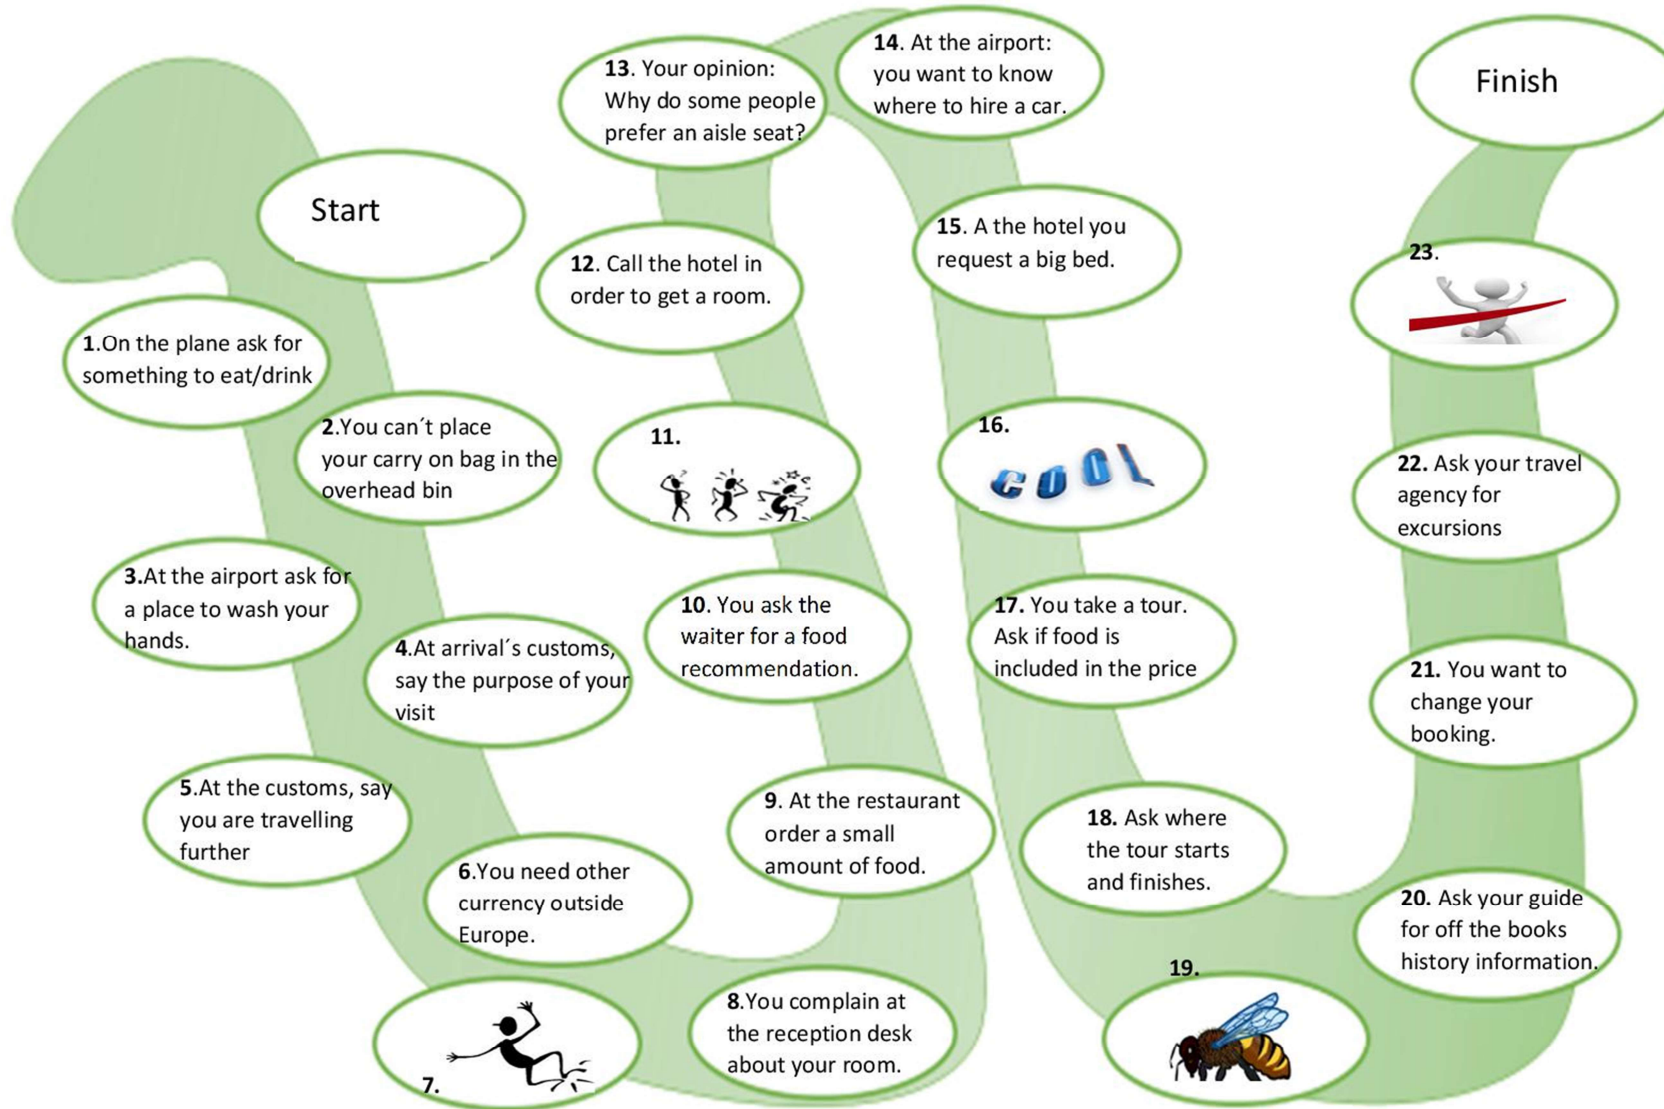 Start
1.On the plane ask for
something to eat/drink
2.You can´t place
your carry on bag in the
overhead bin
3.At the airport ask for
a place to wash your
hands.
4.At arrival´s customs,
say the purpose of your
visit
5.At the customs, say
you are travelling
further
6.You need other
currency outside
Europe.
7.
8.You complain at
the reception desk
about your room.
9. At the restaurant
order a small
amount of food.
10. You ask the
waiter for a food
recommendation.
11.
12. Call the hotel in
order to get a room.
13. Your opinion:
Why do some people
prefer an aisle seat?
14. At the airport:
you want to know
where to hire a car.
15. A the hotel you
request a big bed.
16.
COOL
17. You take a tour.
Ask if food is
included in the price
18. Ask where
the tour starts
and finishes.
19.
20. Ask your guide
for off the books
history information.
21. You want to
change your
booking.
22. Ask your travel
agency for
excursions
23.
Finish